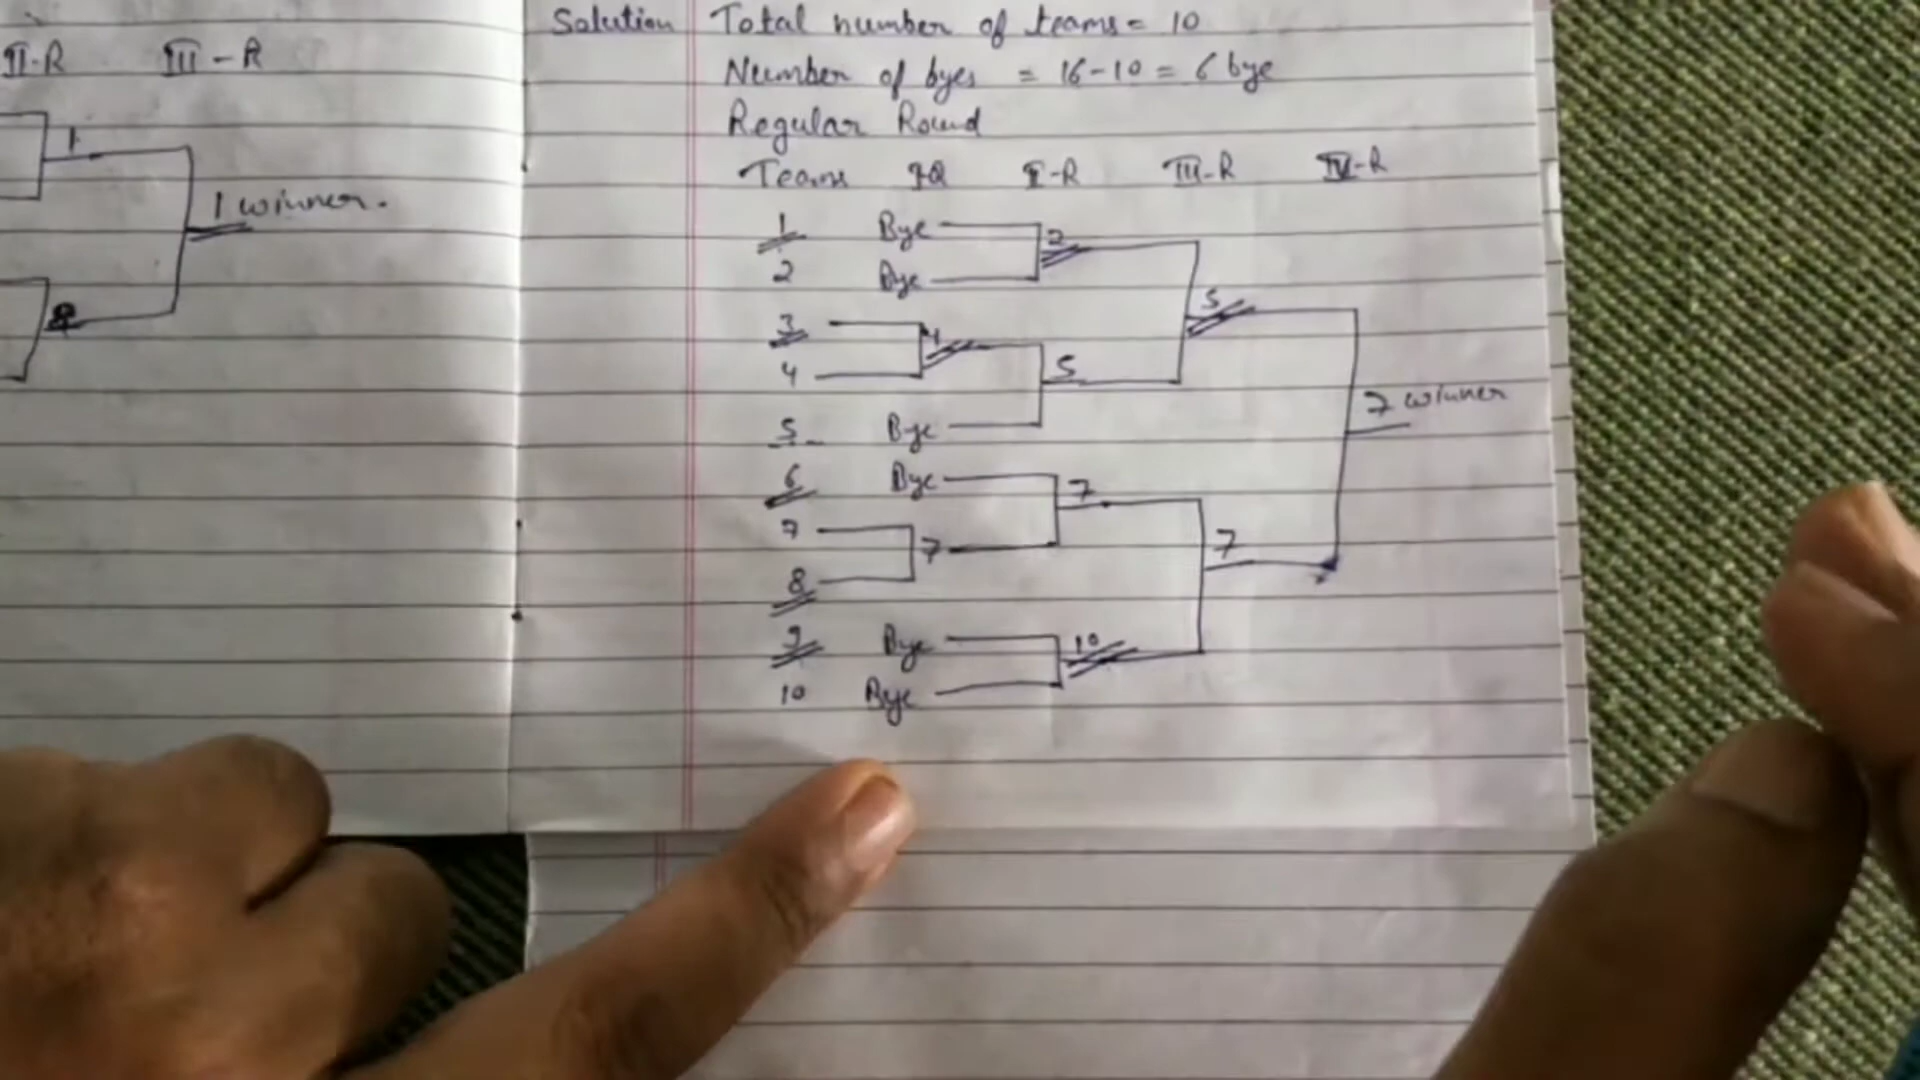 II-R III-R
1
1 winner.
Solution Total number of teams = 10
Number of byes = 16-10 = 6 bye
Regular Round
Teams I-R III-R IV-R
1 Bye
2
2 Bye
5
3
4
4
5
7 winner
5 Bye
6 Bye
7
7
7
7
8
9 Bye
10
10 Bye